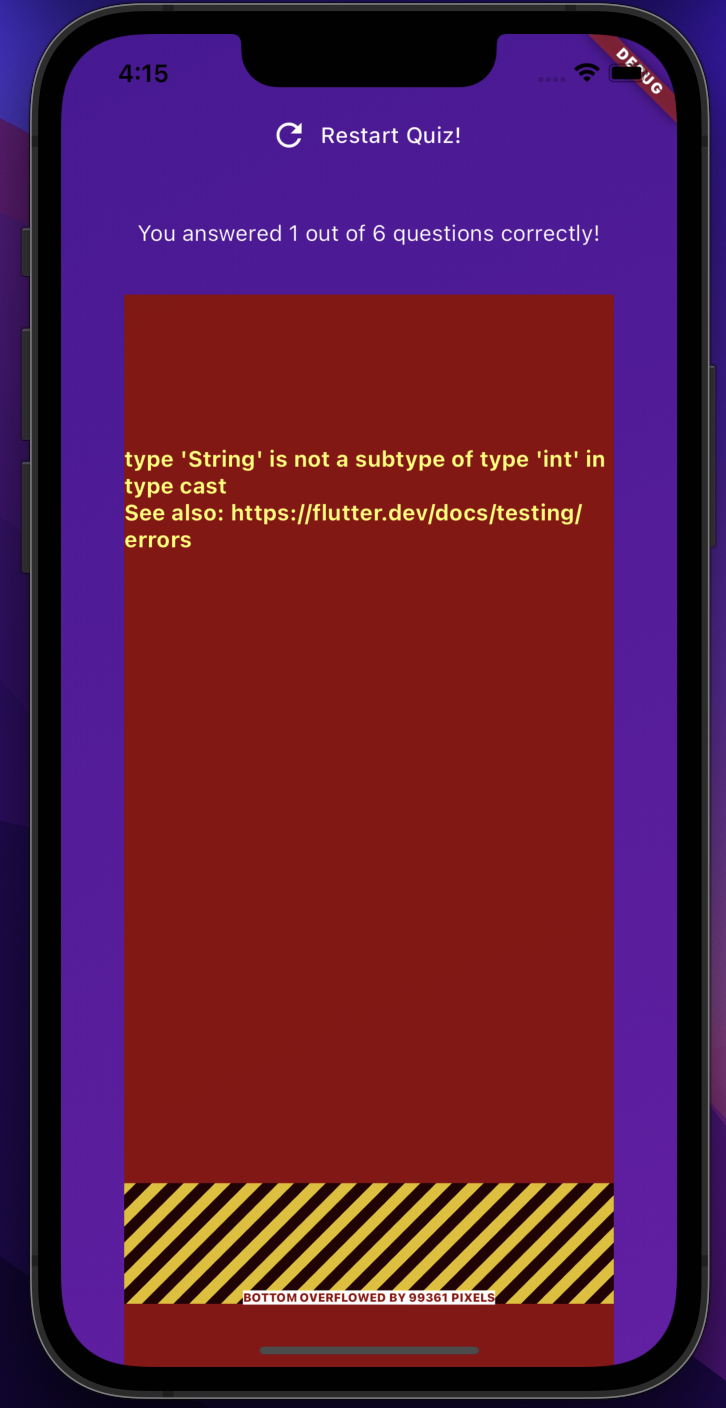 4:15
DEBUG
Restart Quiz!
You answered 1 out of 6 questions correctly!
type 'String' is not a subtype of type 'int' in
type cast
See also: https://flutter.dev/docs/testing/
errors
BOTTOM OVERFLOWED BY 99361 PIXELS